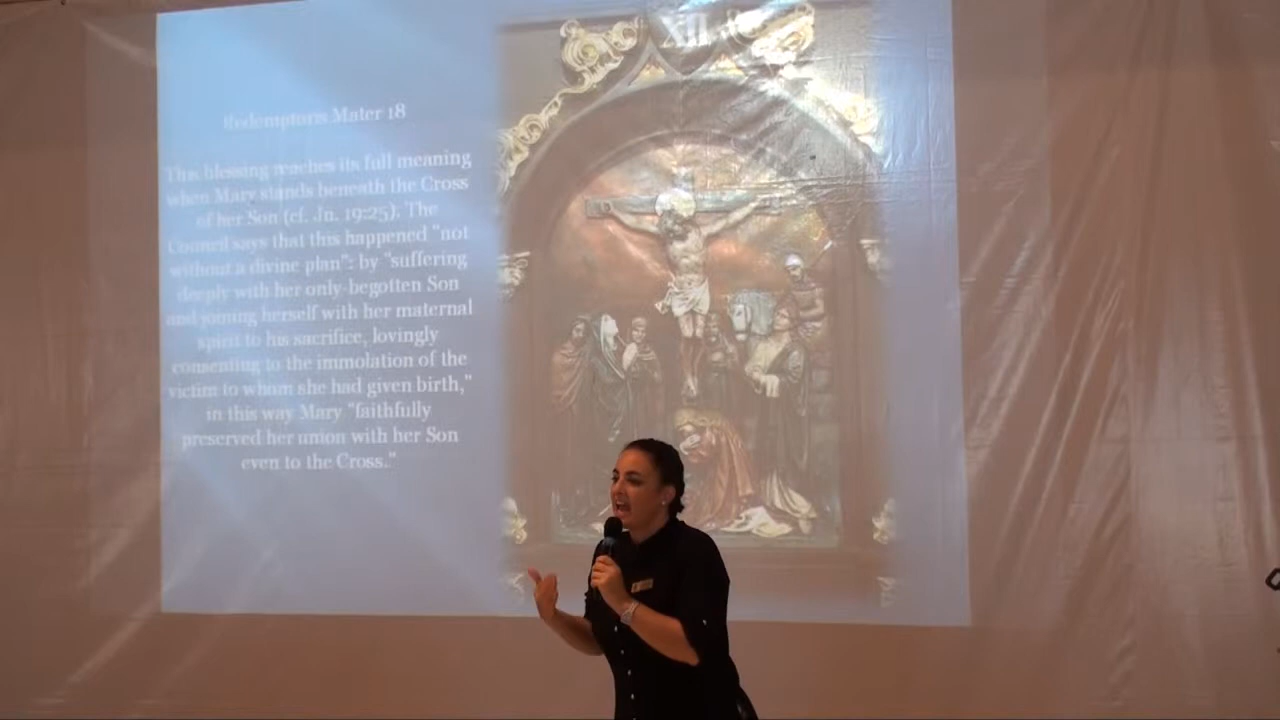 Redemptoris Mater 18
This blessing reaches its full meaning
when Mary stands beneath the Cross
of her Son (cf. Jn. 19:25). The
Council says that this happened "not
without a divine plan": by "suffering
deeply with her only-begotten Son
and joining herself with her maternal
spirit to his sacrifice, lovingly
consenting to the immolation of the
victim to whom she had given birth,"
in this way Mary "faithfully
preserved her union with her Son
even to the Cross.."
XII